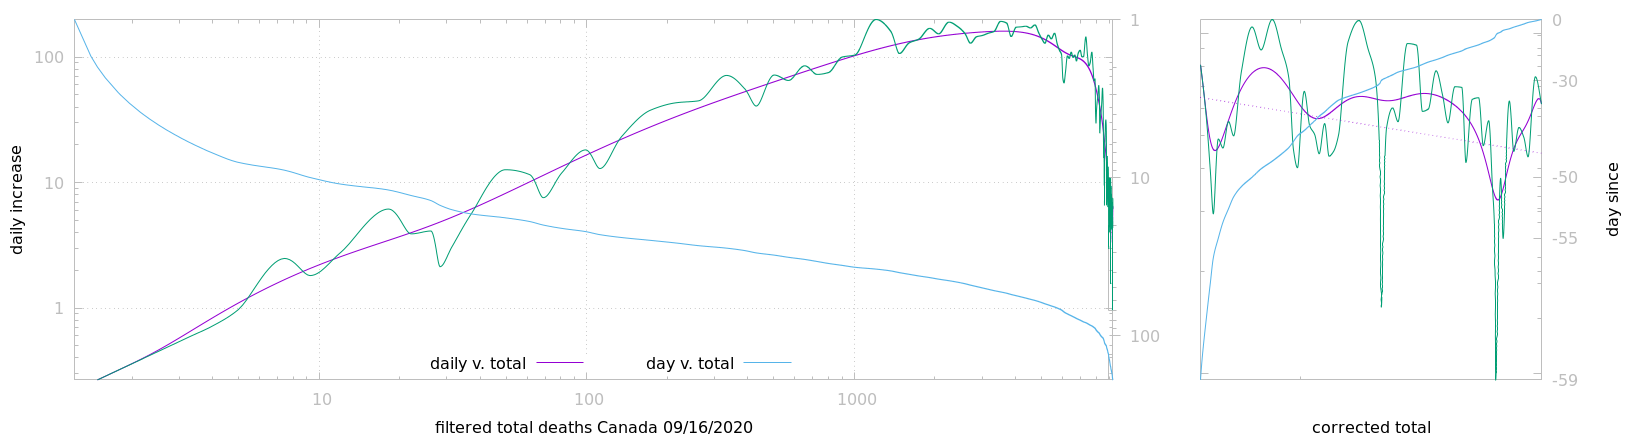 100
10
1
daily increase
10
100
1000
daily v. total
day v. total
filtered total deaths Canada 09/16/2020
1
10
100
0
-30
-50
-55
-59
day since
corrected total